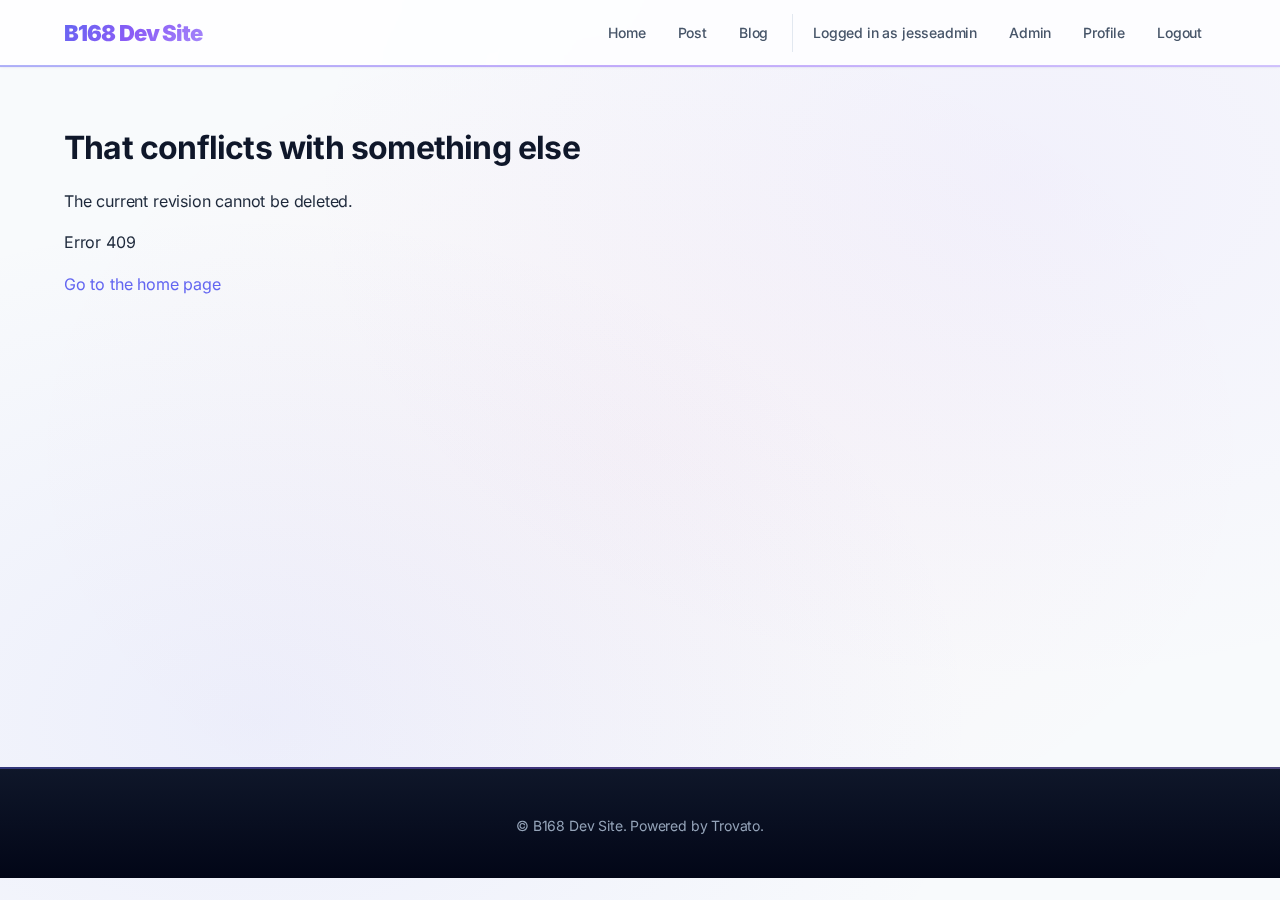 B168 Dev Site
Home
Post
Blog
Logged in as jesseadmin
Admin
Profile
Logout
That conflicts with something else
The current revision cannot be deleted.
Error 409
Go to the home page
© B168 Dev Site. Powered by Trovato.